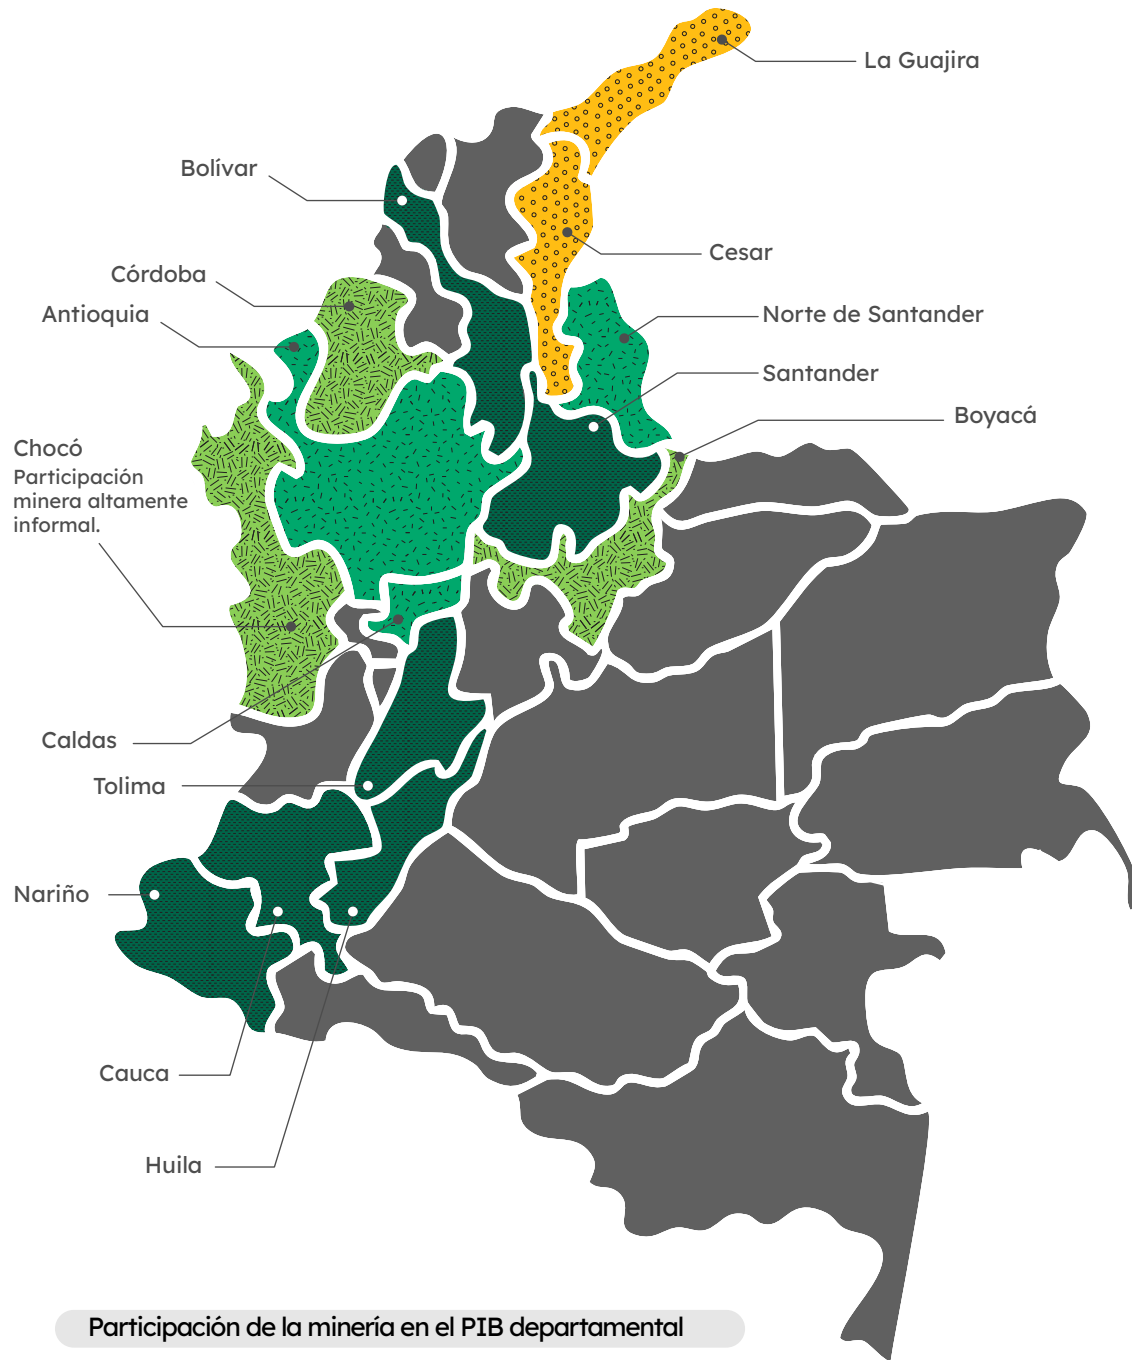 La Guajira
Bolívar
Cesar
Córdoba
Antioquia
Norte de Santander
Santander
Boyacá
Chocó
Participación
minera altamente
informal.
Caldas
Tolima
Nariño
Cauca
Huila
Participación de la minería en el PIB departamental